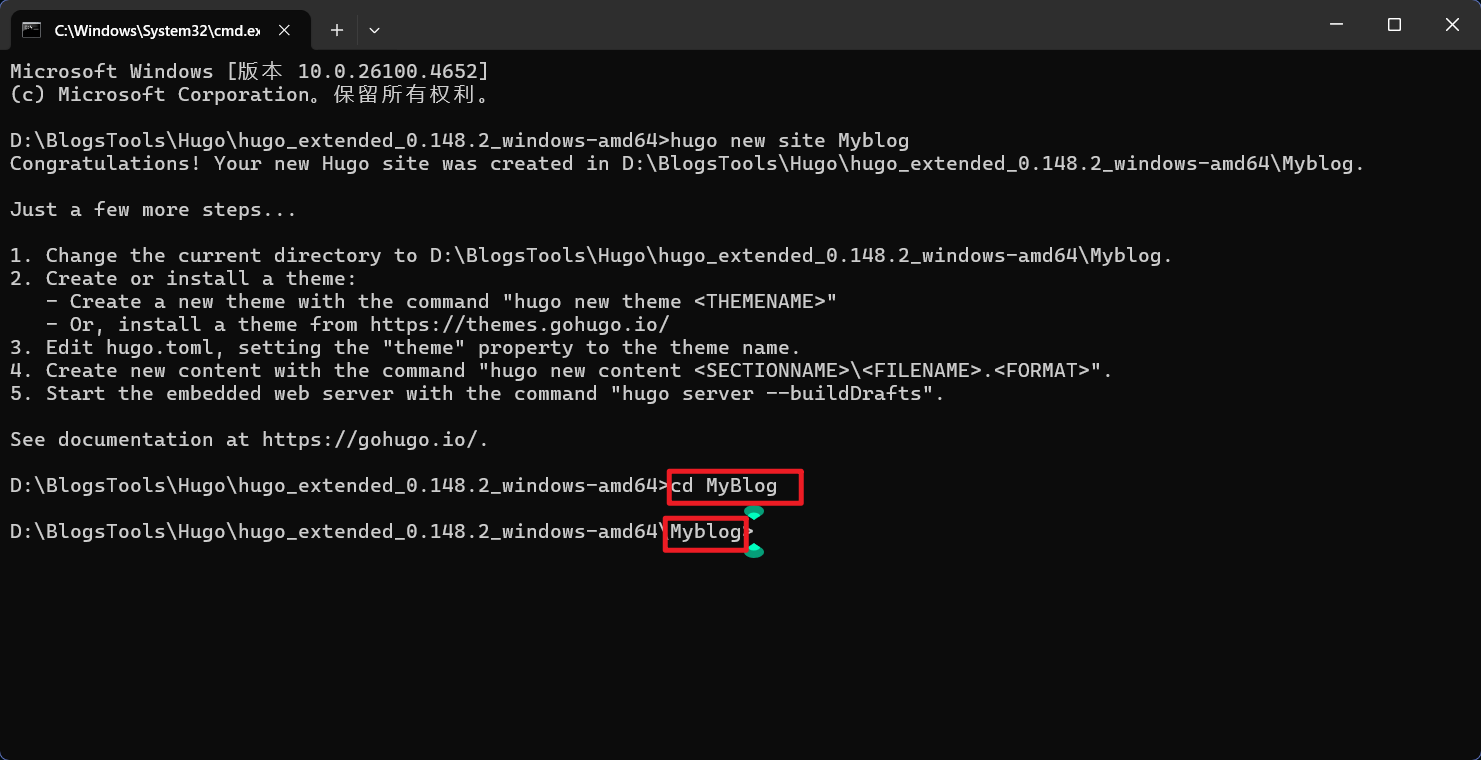 C:\Windows\System32\cmd.ex
Microsoft Windows [版本 10.0.26100.4652]
(c) Microsoft Corporation。保留所有权利。
D:\BlogsTools\Hugo\hugo_extended_0.148.2_windows-amd64>hugo new site Myblog
Congratulations! Your new Hugo site was created in D:\BlogsTools\Hugo\hugo_extended_0.148.2_windows-amd64\Myblog.
Just a few more steps...
1. Change the current directory to D:\BlogsTools\Hugo\hugo_extended_0.148.2_windows-amd64\Myblog.
2. Create or install a theme:
   - Create a new theme with the command "hugo new theme <THEMENAME>"
   - Or, install a theme from https://themes.gohugo.io/
3. Edit hugo.toml, setting the "theme" property to the theme name.
4. Create new content with the command "hugo new content <SECTIONNAME>\<FILENAME>.<FORMAT>".
5. Start the embedded web server with the command "hugo server --buildDrafts".
See documentation at https://gohugo.io/.
D:\BlogsTools\Hugo\hugo_extended_0.148.2_windows-amd64>cd MyBlog
D:\BlogsTools\Hugo\hugo_extended_0.148.2_windows-amd64\Myblog>